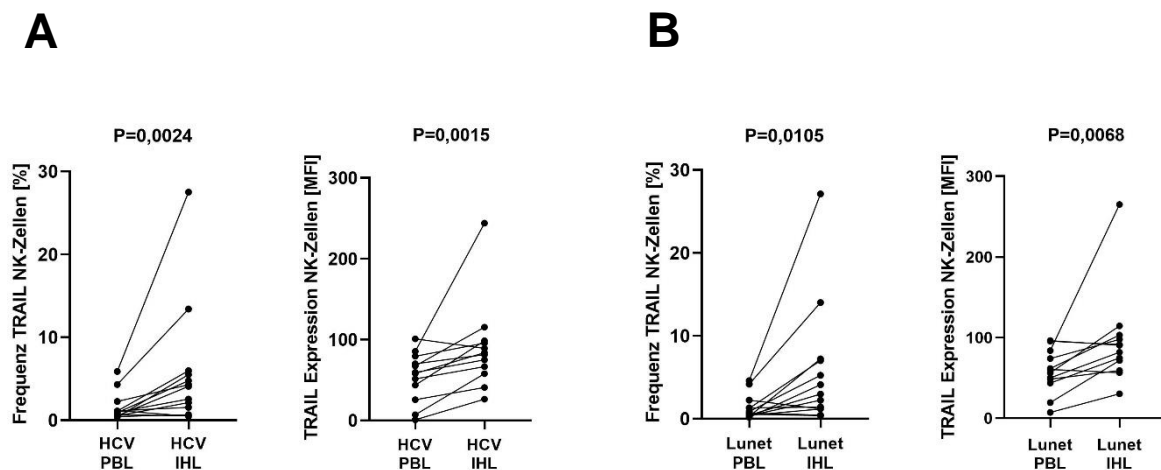 A
B
P=0,0024
Frequenz TRAIL NK-Zellen [%]
30
20
10
0
HCV
PBL
HCV
IHL
P=0,0015
TRAIL Expression NK-Zellen [MFI]
300
200
100
0
HCV
PBL
HCV
IHL
P=0,0105
Frequenz TRAIL NK-Zellen [%]
30
20
10
0
Lunet
PBL
Lunet
IHL
P=0,0068
TRAIL Expression NK-Zellen [MFI]
300
200
100
0
Lunet
PBL
Lunet
IHL